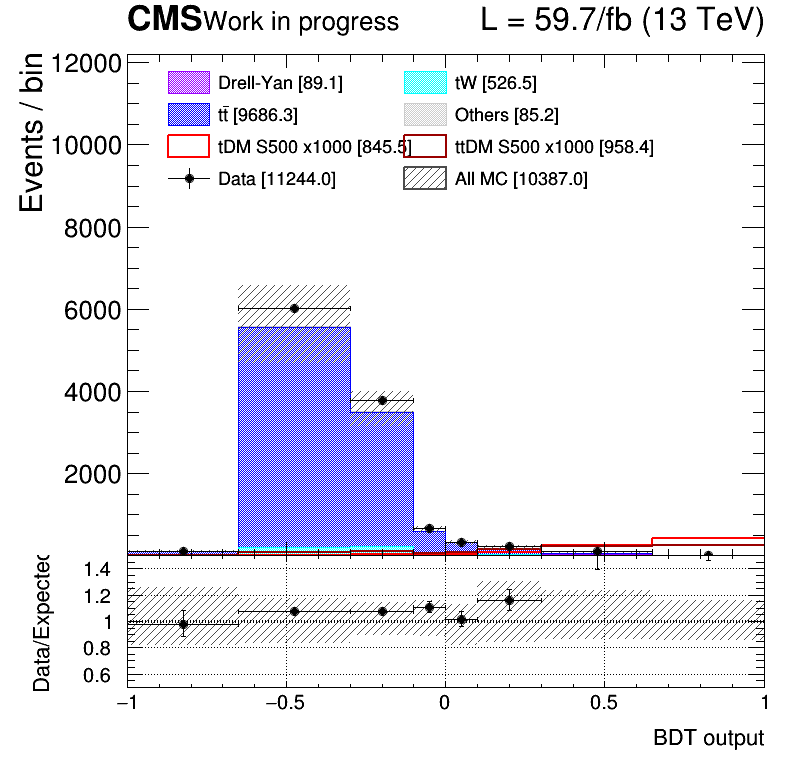 CMS Work in progress L = 59.7/fb (13 TeV)
Events / bin
12000
10000
8000
6000
4000
2000
Drell-Yan [89.1] tW [526.5]
tt̄ [9686.3] Others [85.2]
tDM S500 x1000 [845.5] ttDM S500 x1000 [958.4]
Data [11244.0] All MC [10387.0]
Data/Expected
1.4
1.2
1
0.8
0.6
−1 −0.5 0 0.5 1
BDT output